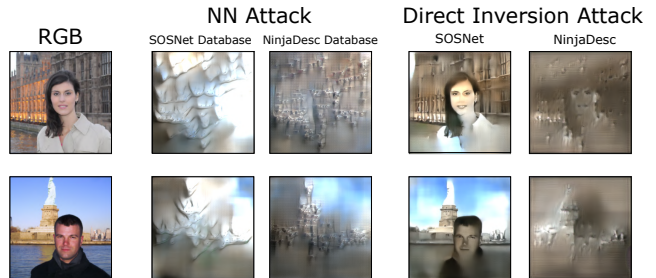 NN Attack
Direct Inversion Attack
RGB
SOSNet Database
NinjaDesc Database
SOSNet
NinjaDesc